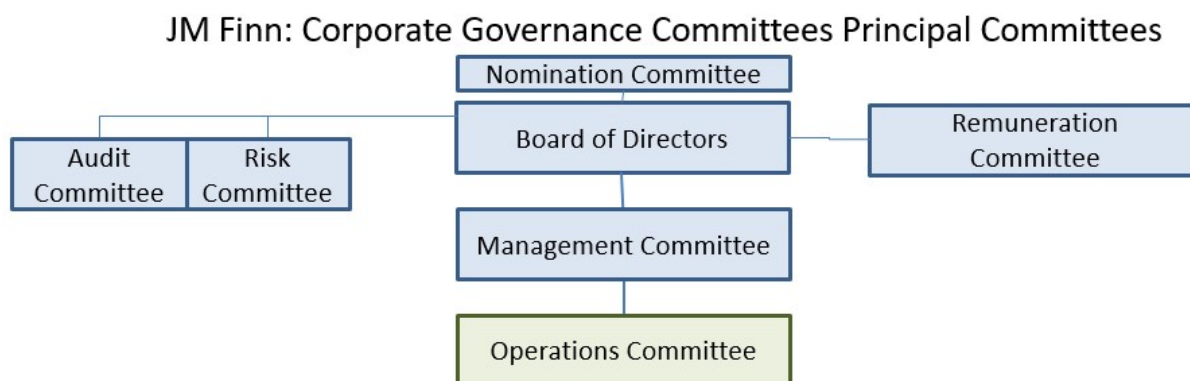 JM Finn: Corporate Governance Committees Principal Committees
Nomination Committee
Board of Directors
Remuneration
Committee
Audit
Committee
Risk
Committee
Management Committee
Operations Committee